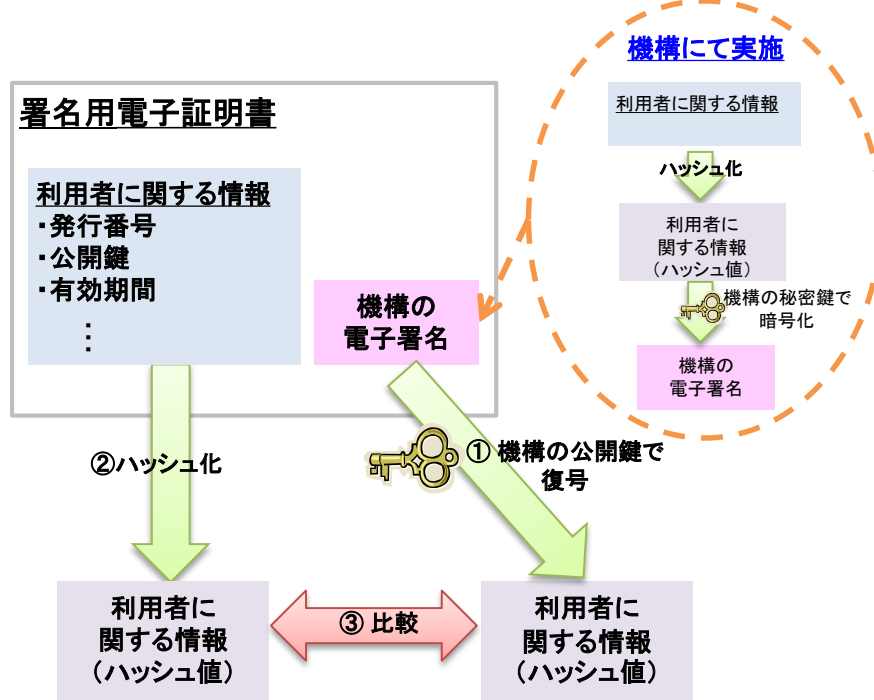 機構にて実施
利用者に関する情報
ハッシュ化
利用者に
関する情報
（ハッシュ値）
機構の秘密鍵で
暗号化
機構の
電子署名
署名用電子証明書
利用者に関する情報
・発行番号
・公開鍵
・有効期間
⋮
機構の
電子署名
②ハッシュ化
① 機構の公開鍵で
復号
利用者に
関する情報
（ハッシュ値）
③ 比較
利用者に
関する情報
（ハッシュ値）